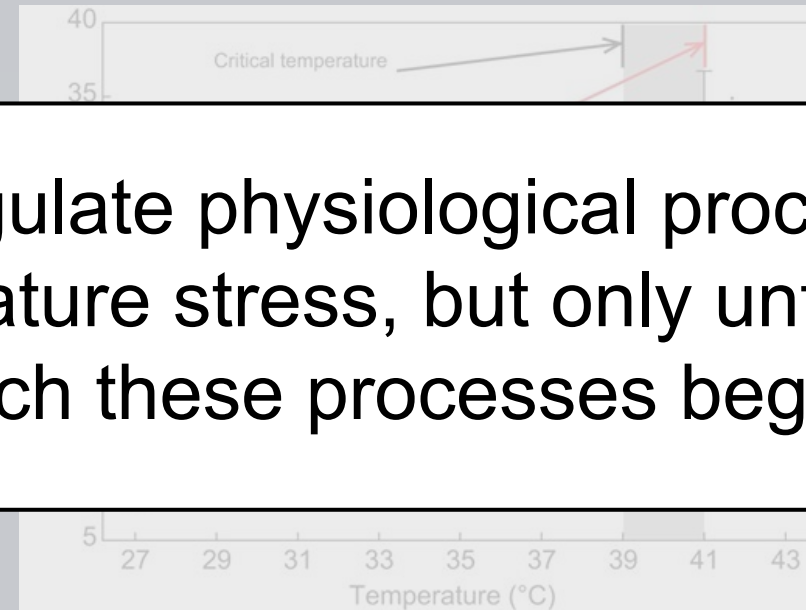 40
Critical temperature
35
gulate physiological proc
ature stress, but only unt
ch these processes beg
5
27 29 31 33 35 37 39 41 43
Temperature (°C)